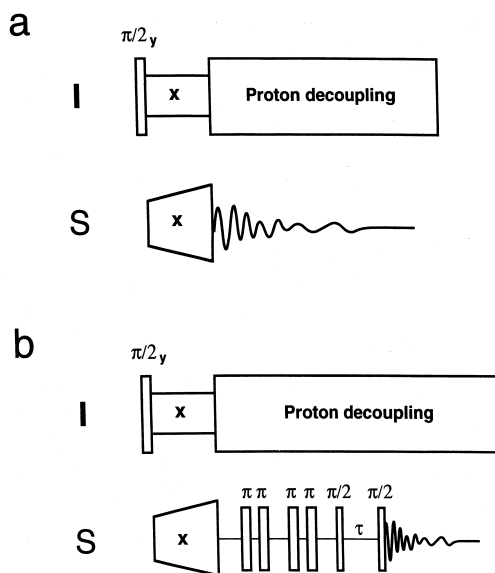 a
π/2y
I
x
Proton decoupling
S
x
b
π/2y
I
x
Proton decoupling
π π π π π/2 π/2
S
x
τ